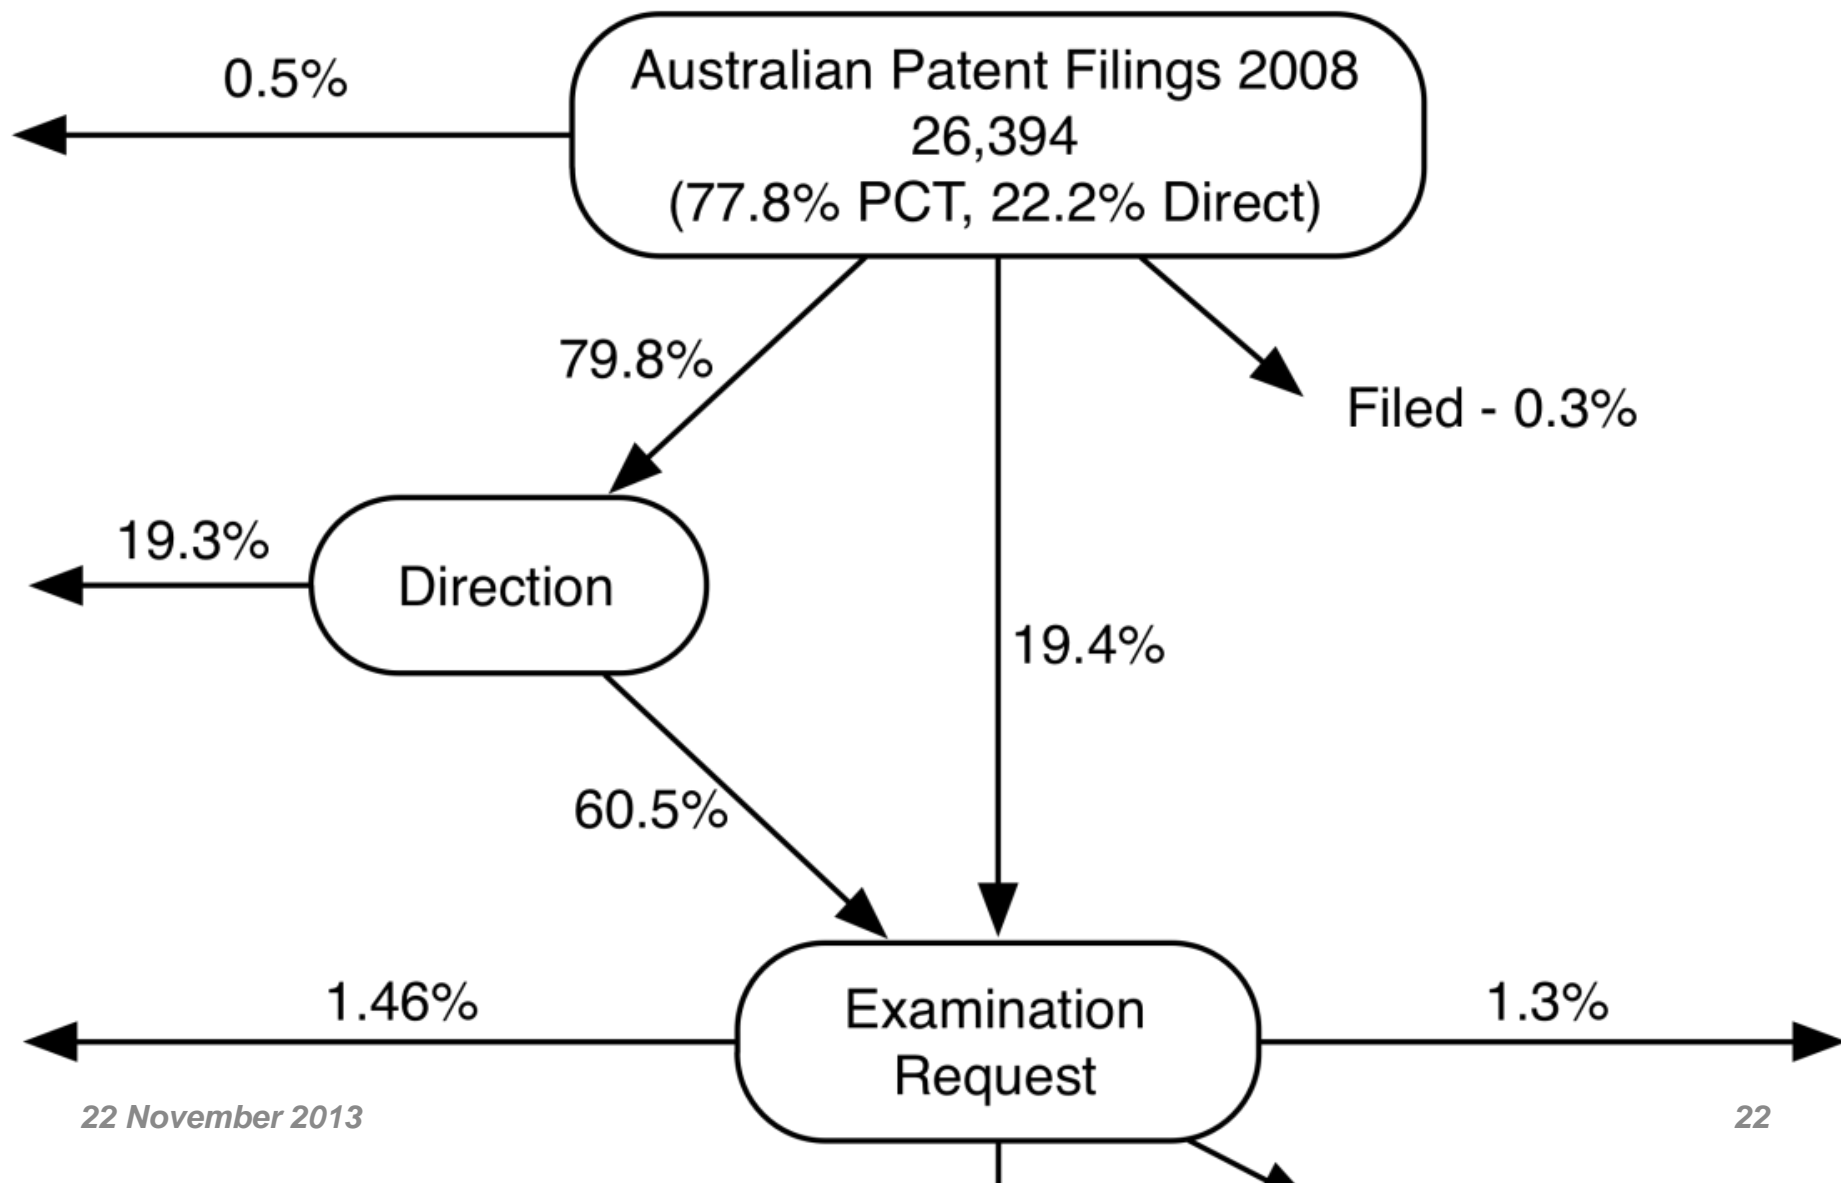 0.5%
Australian Patent Filings 2008
26,394
(77.8% PCT, 22.2% Direct)
79.8%
Filed - 0.3%
19.3%
Direction
19.4%
60.5%
1.46%
Examination
Request
1.3%
22 November 2013
22